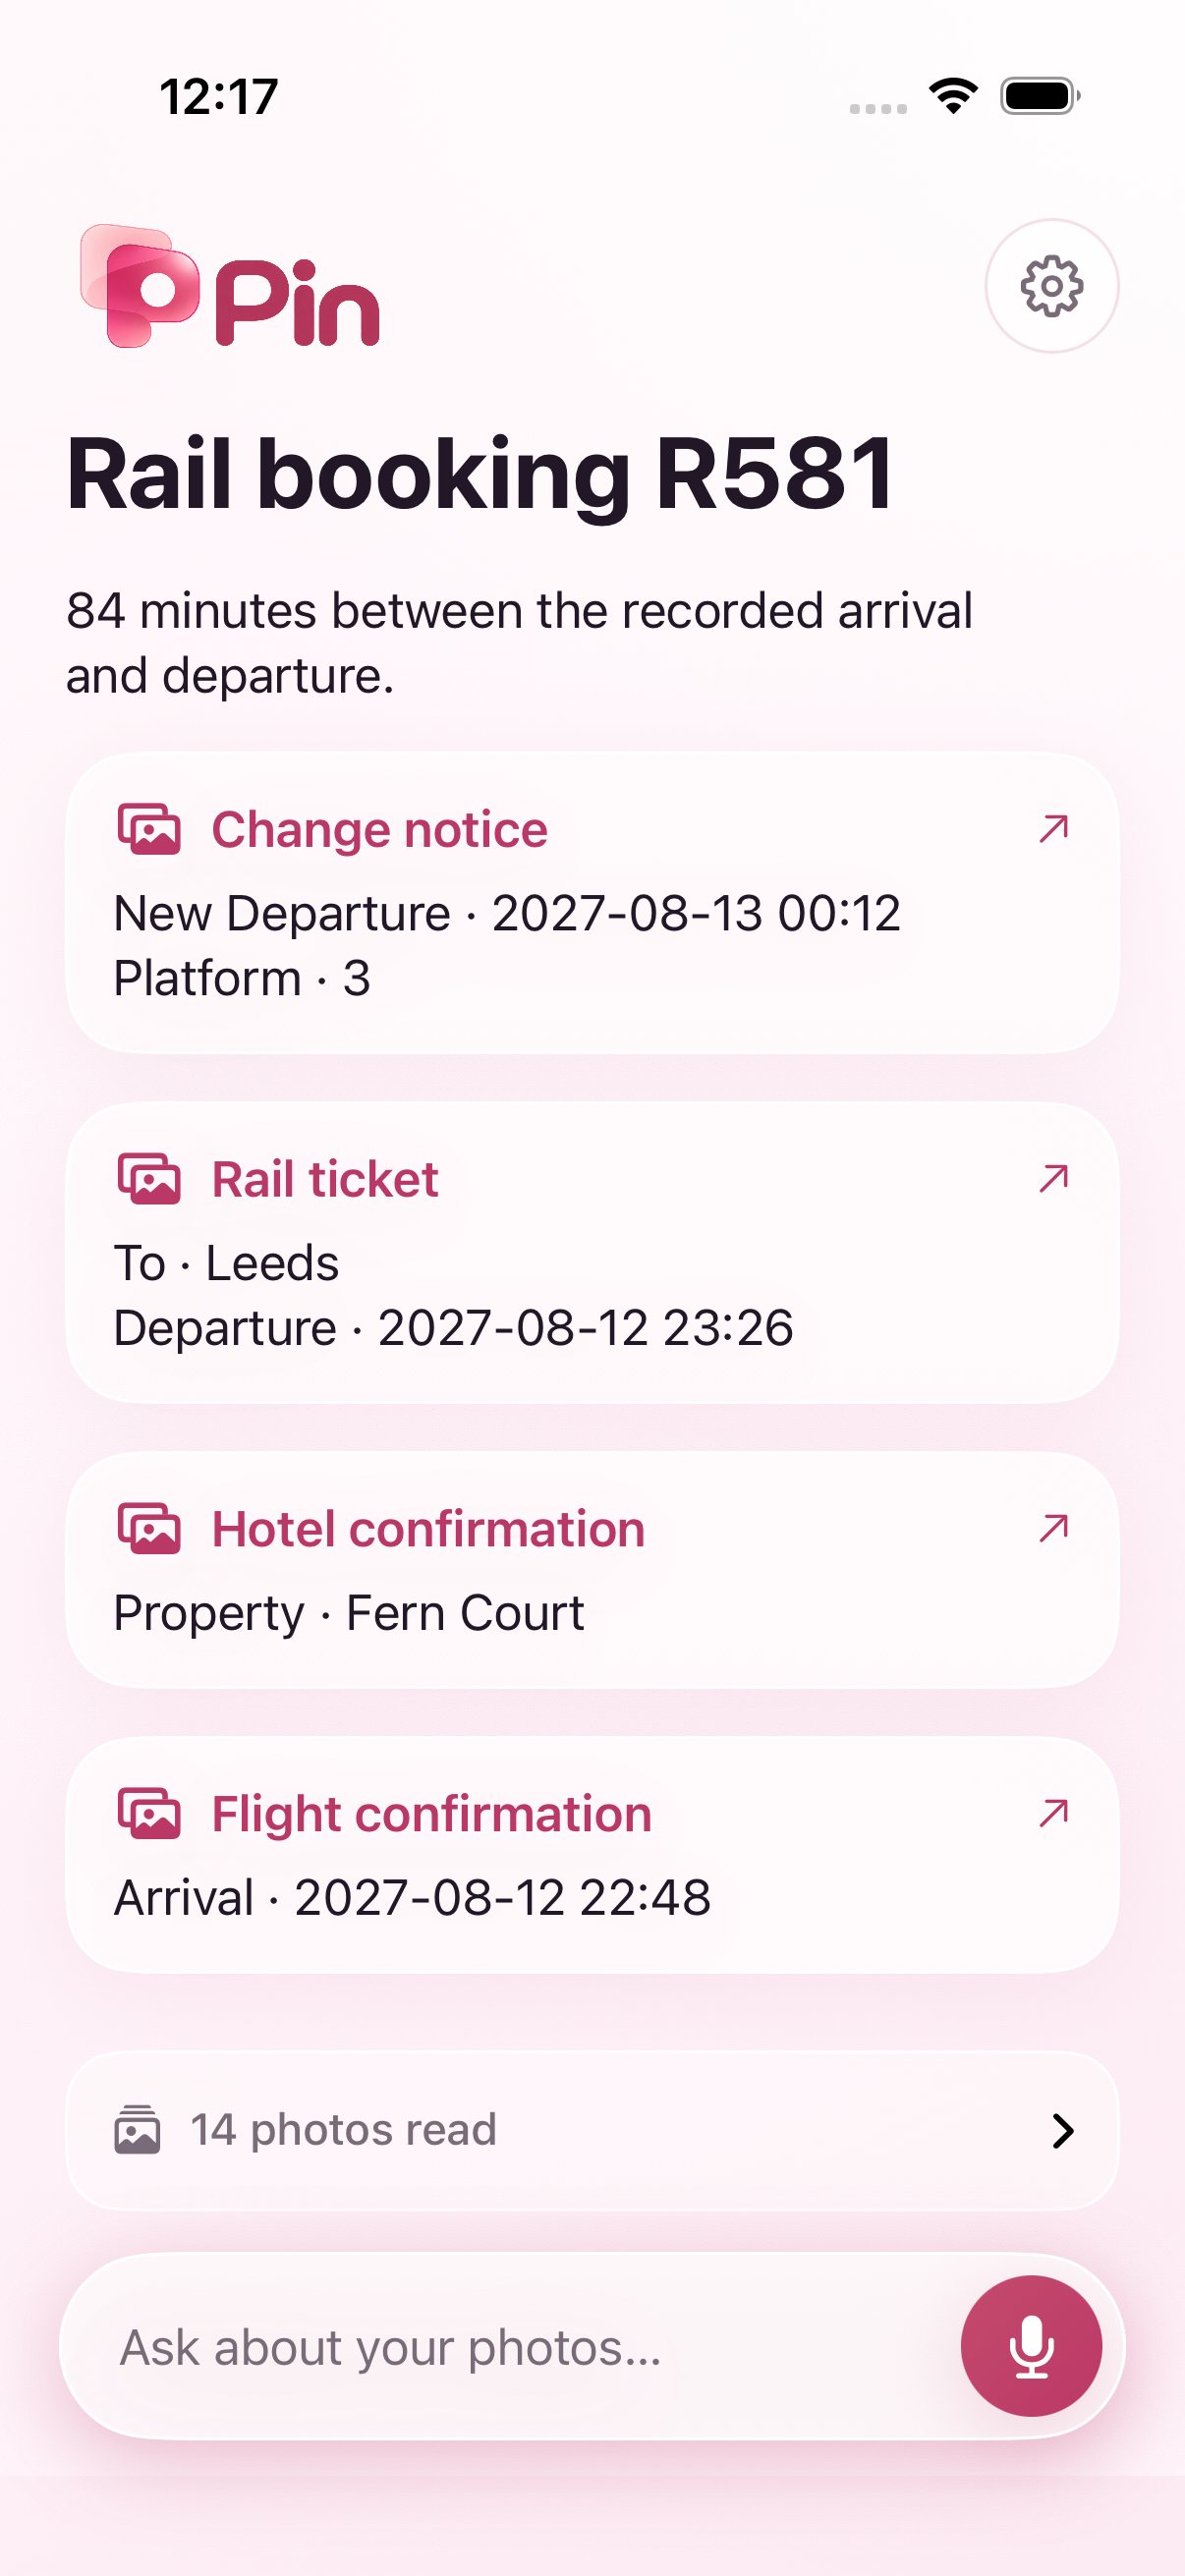 12:17
Pin
Rail booking R581
84 minutes between the recorded arrival
and departure.
Change notice
New Departure · 2027-08-13 00:12
Platform · 3
Rail ticket
To · Leeds
Departure · 2027-08-12 23:26
Hotel confirmation
Property · Fern Court
Flight confirmation
Arrival · 2027-08-12 22:48
14 photos read
Ask about your photos...